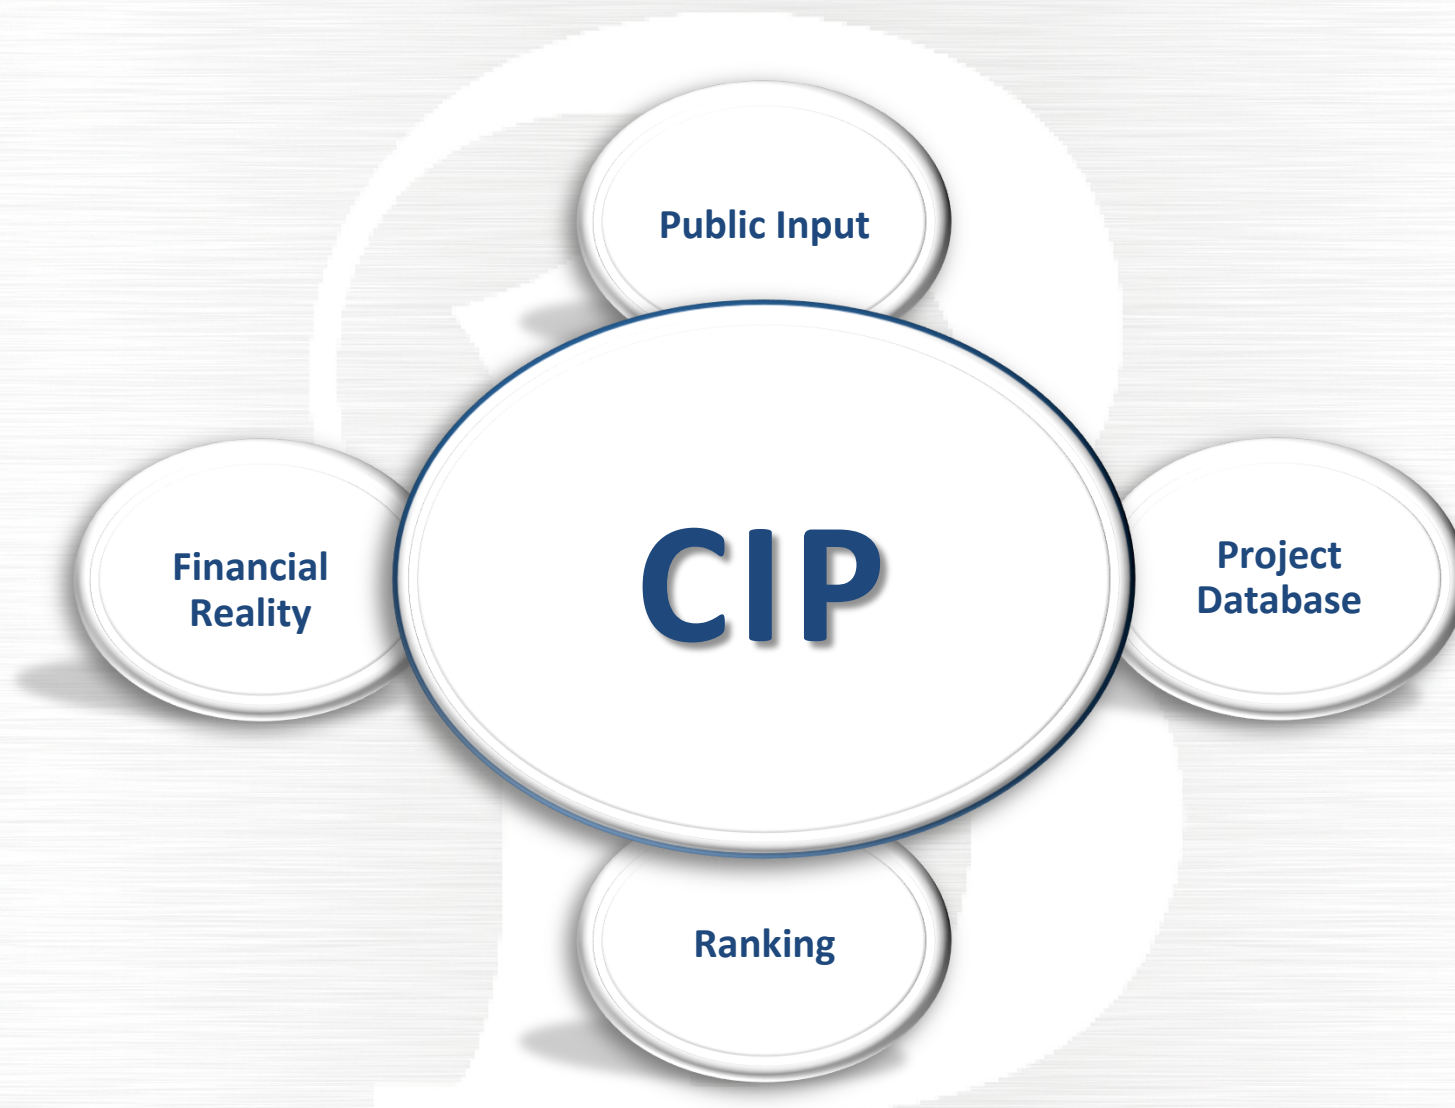 Public Input
Financial
Reality
CIP
Project
Database
Ranking